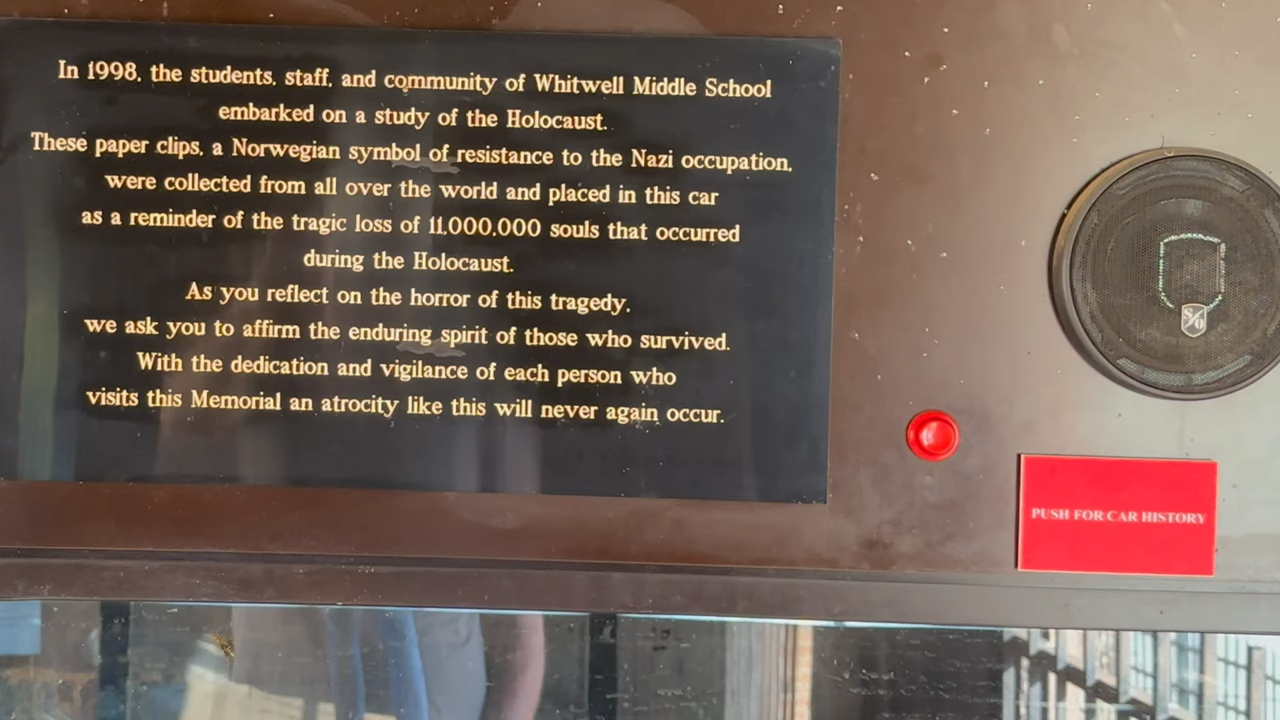 In 1998, the students, staff, and community of Whitwell Middle School
embarked on a study of the Holocaust.
These paper clips, a Norwegian symbol of resistance to the Nazi occupation,
were collected from all over the world and placed in this car
as a reminder of the tragic loss of 11,000,000 souls that occurred
during the Holocaust.
As you reflect on the horror of this tragedy,
we ask you to affirm the enduring spirit of those who survived.
With the dedication and vigilance of each person who
visits this Memorial an atrocity like this will never again occur.
S/O
PUSH FOR CAR HISTORY